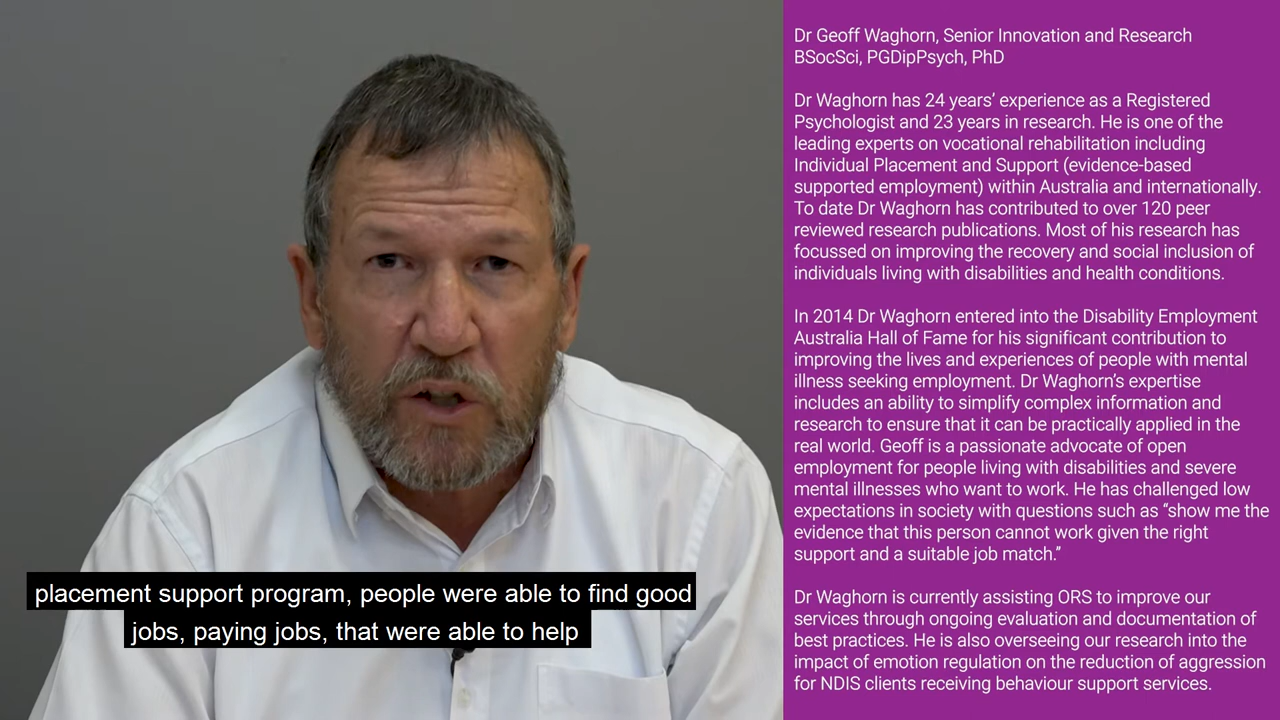 Dr Geoff Waghorn, Senior Innovation and Research
BSocSci, PGDipPsych, PhD
Dr Waghorn has 24 years’ experience as a Registered
Psychologist and 23 years in research. He is one of the
leading experts on vocational rehabilitation including
Individual Placement and Support (evidence-based
supported employment) within Australia and internationally.
To date Dr Waghorn has contributed to over 120 peer
reviewed research publications. Most of his research has
focussed on improving the recovery and social inclusion of
individuals living with disabilities and health conditions.
In 2014 Dr Waghorn entered into the Disability Employment
Australia Hall of Fame for his significant contribution to
improving the lives and experiences of people with mental
illness seeking employment. Dr Waghorn’s expertise
includes an ability to simplify complex information and
research to ensure that it can be practically applied in the
real world. Geoff is a passionate advocate of open
employment for people living with disabilities and severe
mental illnesses who want to work. He has challenged low
expectations in society with questions such as “show me the
evidence that this person cannot work given the right
support and a suitable job match.”
Dr Waghorn is currently assisting ORS to improve our
services through ongoing evaluation and documentation of
best practices. He is also overseeing our research into the
impact of emotion regulation on the reduction of aggression
for NDIS clients receiving behaviour support services.
placement support program, people were able to find good
jobs, paying jobs, that were able to help